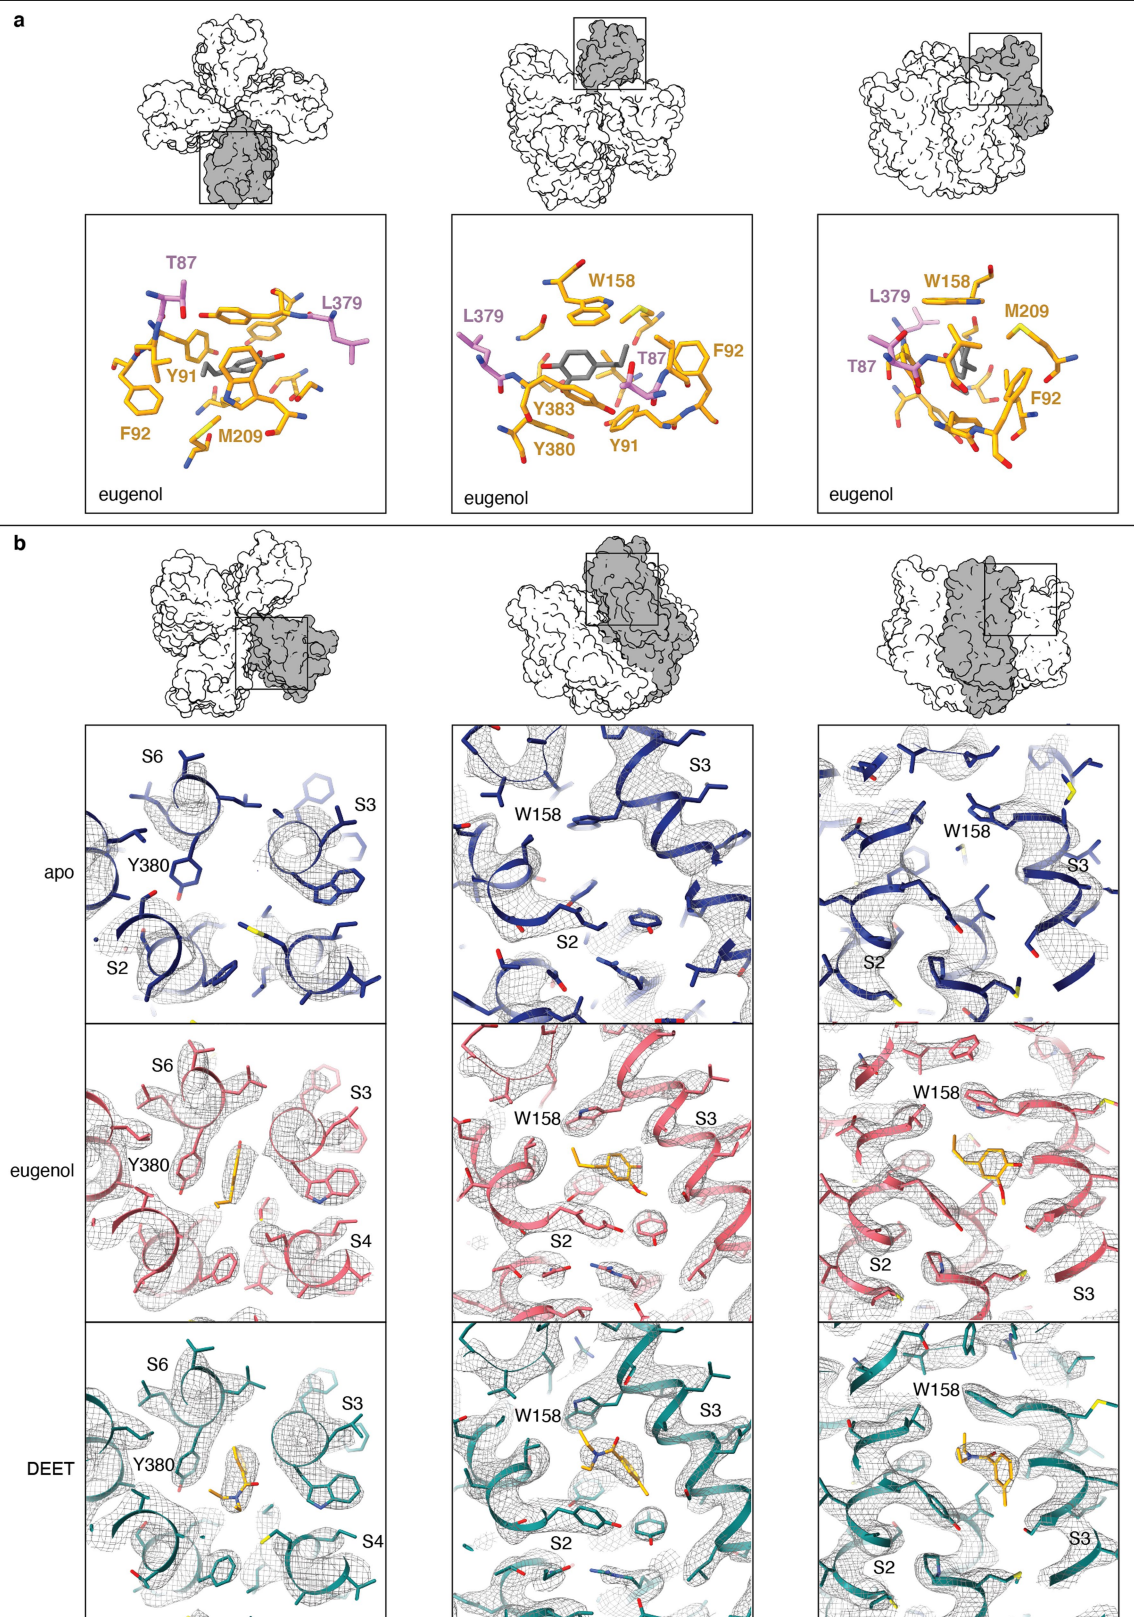 a
T87
L379
Y91
F92
M209
eugenol
W158
L379
T87
F92
Y383
Y380
Y91
eugenol
W158
L379
M209
T87
F92
eugenol
b
apo
S6
S3
Y380
S2
S3
W158
S2
W158
S3
S2
eugenol
S6
S3
Y380
S4
W158
S3
S2
W158
S2
S3
DEET
S6
S3
Y380
S4
W158
S3
S2
W158
S3
S2